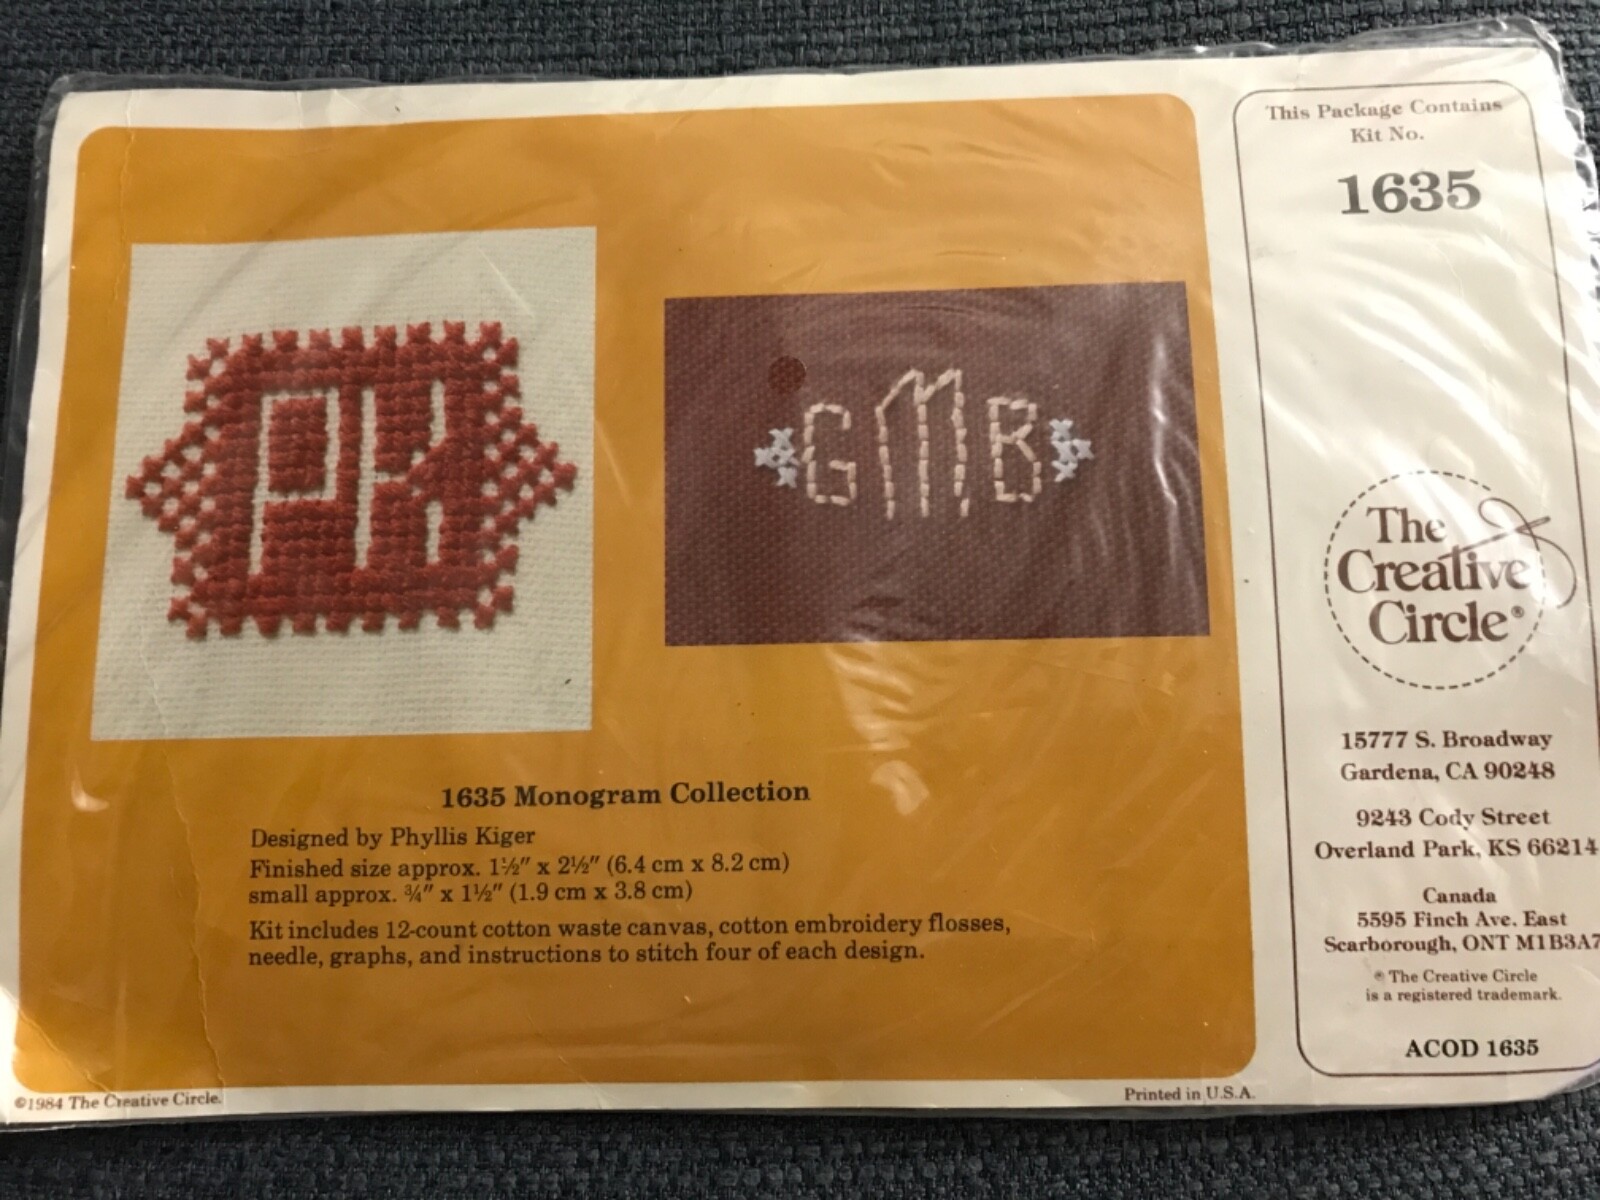 This Package Contains
Kit No.
1635
PK
GMB
The
Creative
Circle®
15777 S. Broadway
Gardena, CA 90248
9243 Cody Street
Overland Park, KS 66214
Canada
5595 Finch Ave. East
Scarborough, ONT M1B3A7
® The Creative Circle
is a registered trademark.
ACOD 1635
1635 Monogram Collection
Designed by Phyllis Kiger
Finished size approx. 1½″ x 2½″ (6.4 cm x 8.2 cm)
small approx. ¾″ x 1½″ (1.9 cm x 3.8 cm)
Kit includes 12-count cotton waste canvas, cotton embroidery flosses,
needle, graphs, and instructions to stitch four of each design.
©1984 The Creative Circle.
Printed in U.S.A.